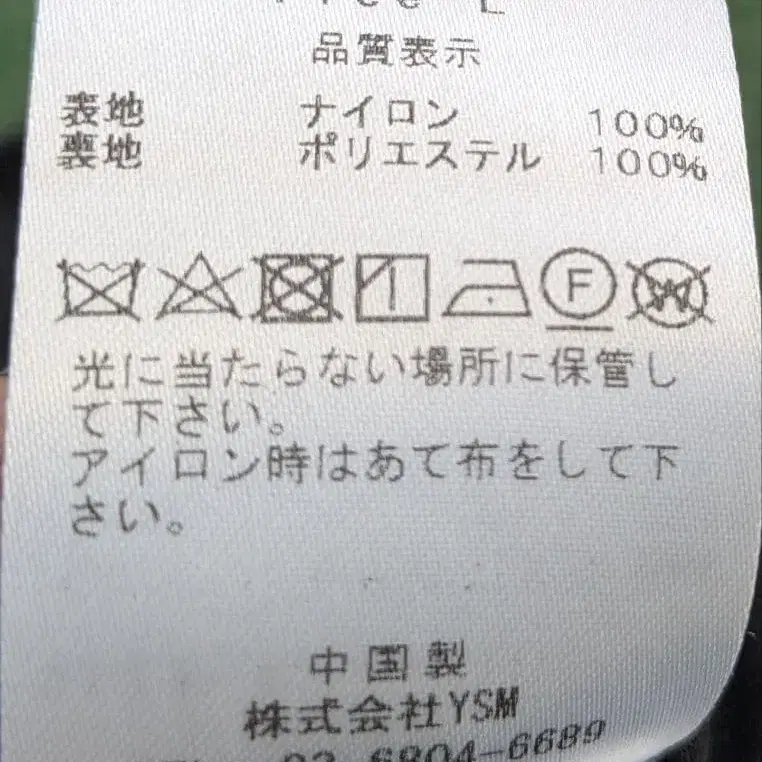 品質表示
表地 ナイロン 100%
裏地 ポリエステル 100%
F W
光に当たらない場所に保管し
て下さい。
アイロン時はあて布をして下
さい。
中国製
株式会社YSM
03-6804-6689